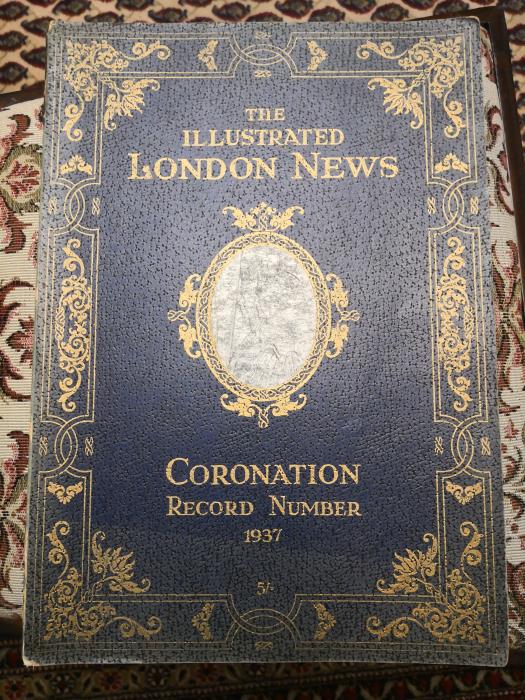 THE
ILLUSTRATED
LONDON NEWS
CORONATION
RECORD NUMBER
1937
5/-